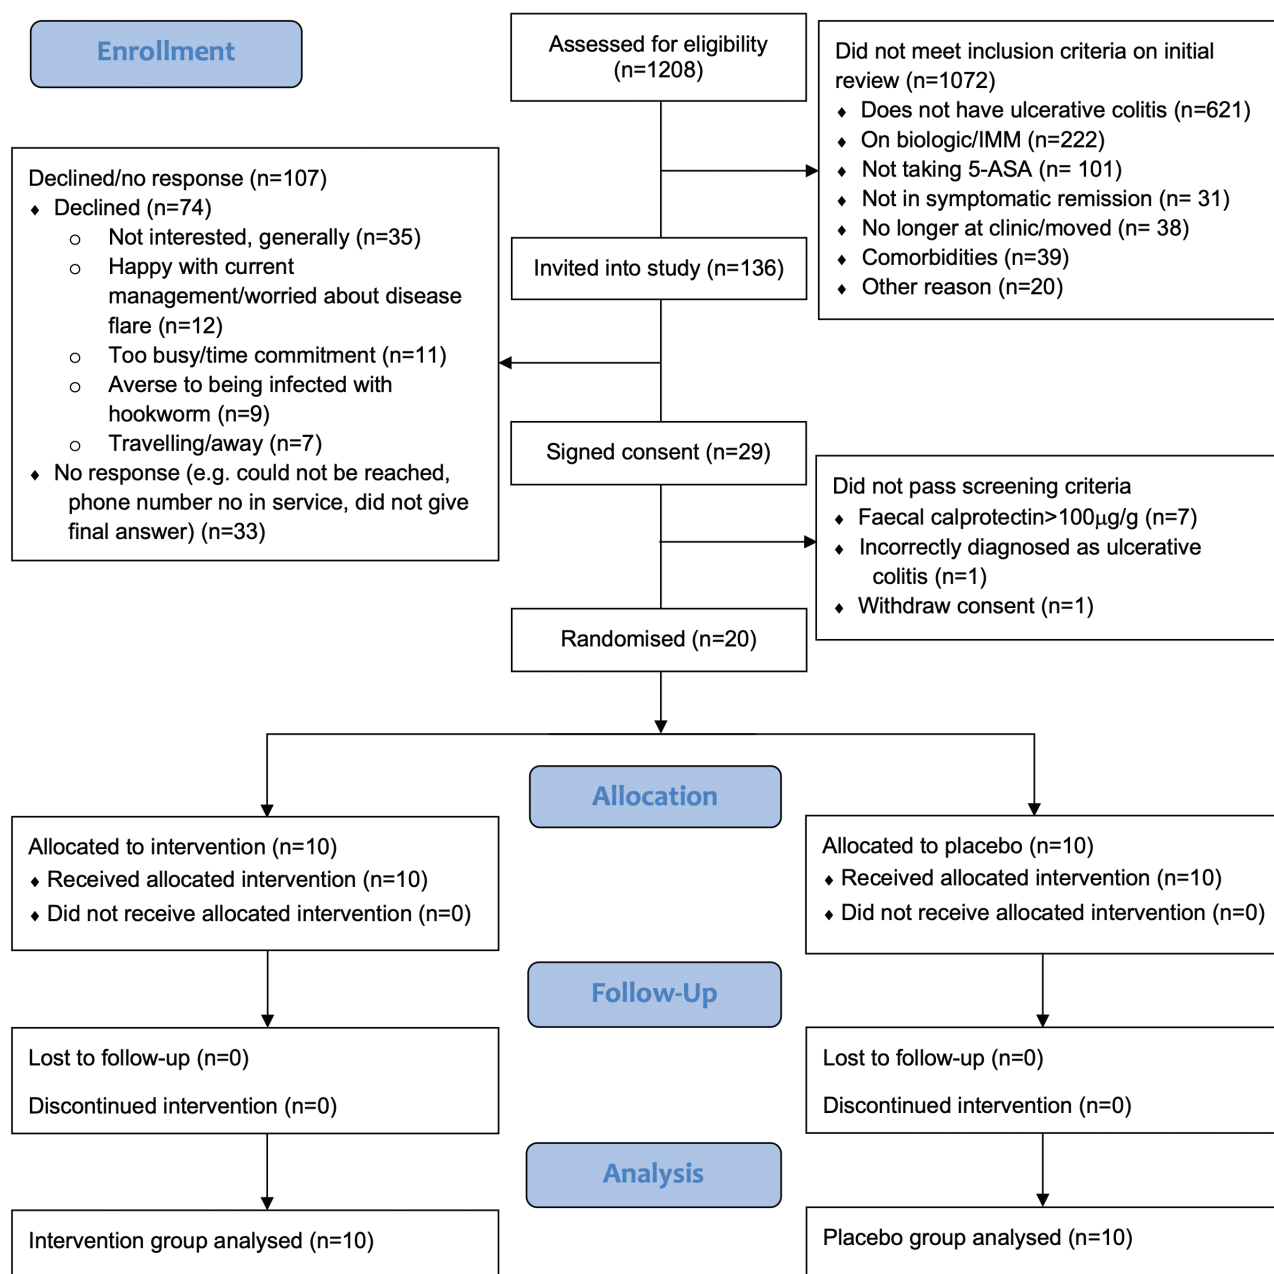 Enrollment
Assessed for eligibility
(n=1208)
Did not meet inclusion criteria on initial
review (n=1072)
♦ Does not have ulcerative colitis (n=621)
♦ On biologic/IMM (n=222)
♦ Not taking 5-ASA (n= 101)
♦ Not in symptomatic remission (n= 31)
♦ No longer at clinic/moved (n= 38)
♦ Comorbidities (n=39)
♦ Other reason (n=20)
Declined/no response (n=107)
♦ Declined (n=74)
o Not interested, generally (n=35)
o Happy with current
management/worried about disease
flare (n=12)
o Too busy/time commitment (n=11)
o Averse to being infected with
hookworm (n=9)
o Travelling/away (n=7)
♦ No response (e.g. could not be reached,
phone number no in service, did not give
final answer) (n=33)
Invited into study (n=136)
Signed consent (n=29)
Did not pass screening criteria
♦ Faecal calprotectin>100μg/g (n=7)
♦ Incorrectly diagnosed as ulcerative
colitis (n=1)
♦ Withdraw consent (n=1)
Randomised (n=20)
Allocation
Allocated to intervention (n=10)
♦ Received allocated intervention (n=10)
♦ Did not receive allocated intervention (n=0)
Allocated to placebo (n=10)
♦ Received allocated intervention (n=10)
♦ Did not receive allocated intervention (n=0)
Follow-Up
Lost to follow-up (n=0)
Discontinued intervention (n=0)
Lost to follow-up (n=0)
Discontinued intervention (n=0)
Analysis
Intervention group analysed (n=10)
Placebo group analysed (n=10)